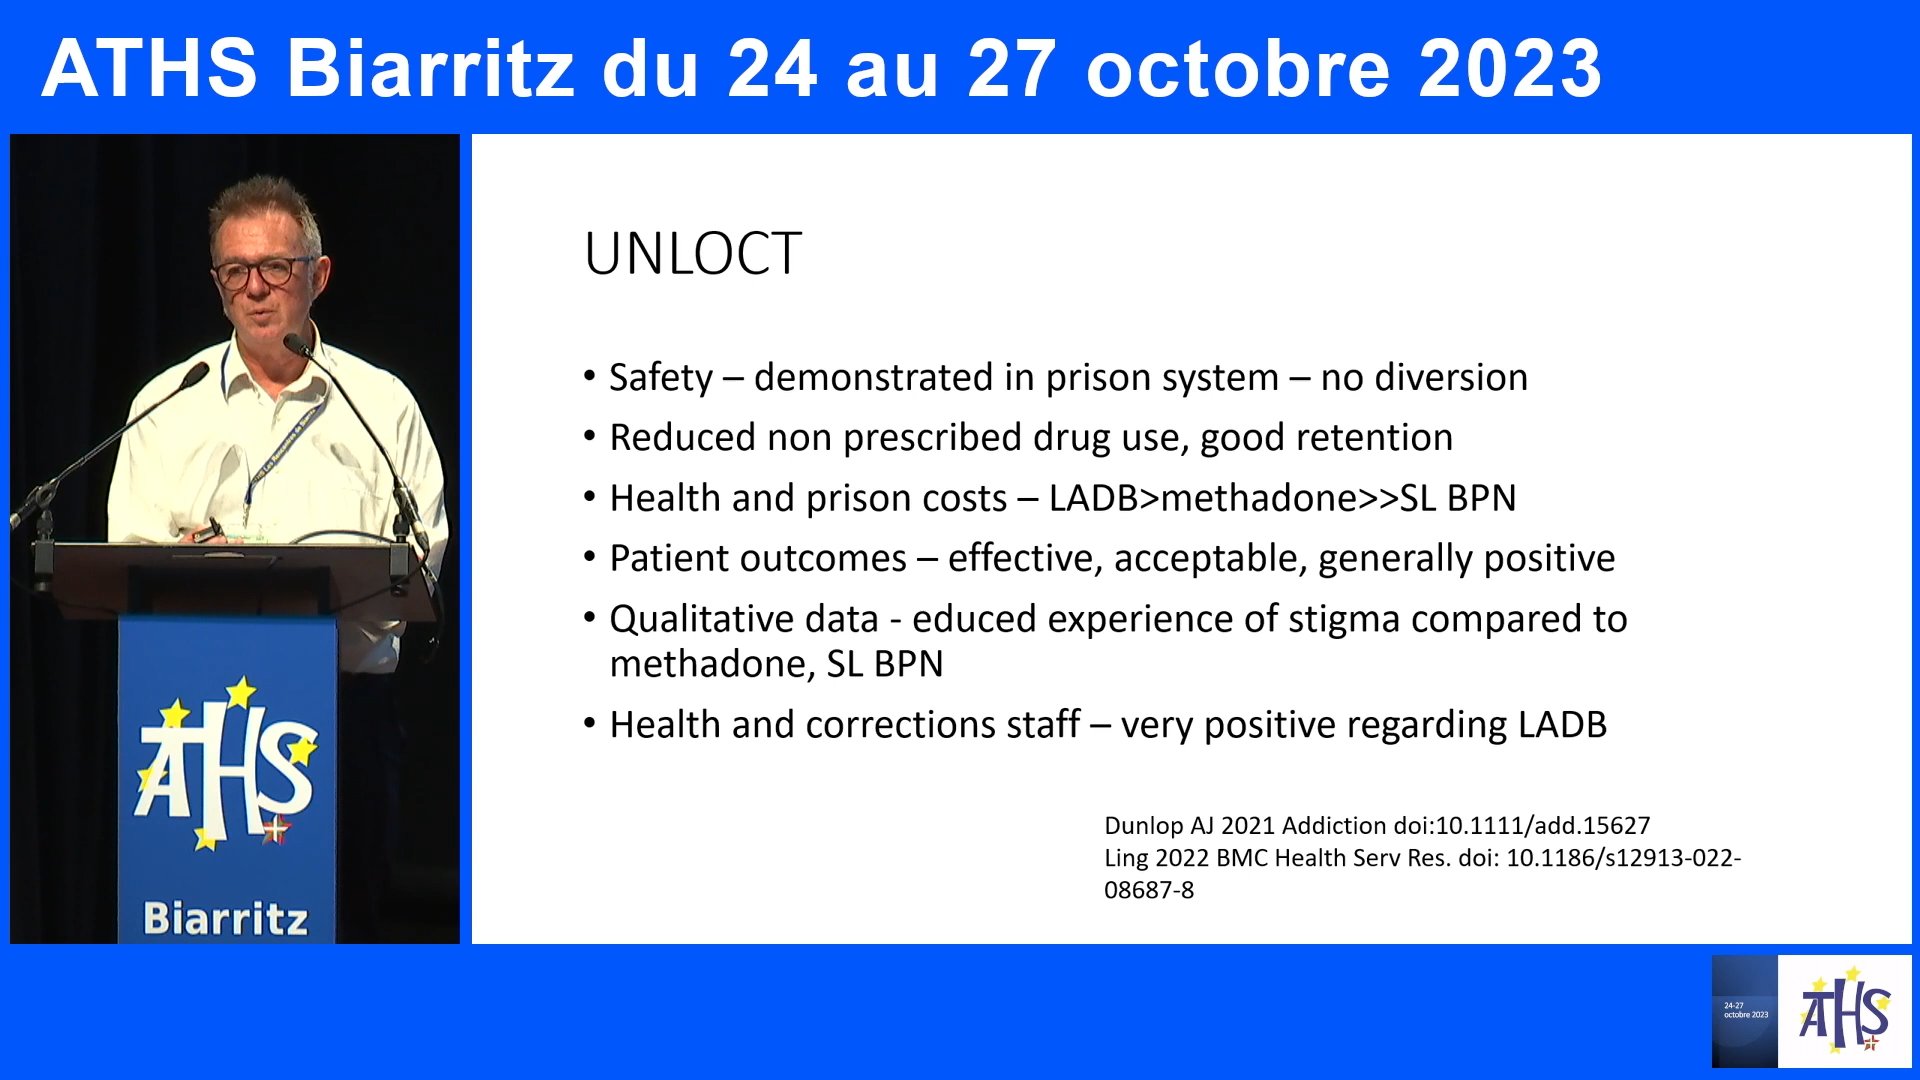 ATHS Biarritz du 24 au 27 octobre 2023
UNLOCT
• Safety – demonstrated in prison system – no diversion
• Reduced non prescribed drug use, good retention
• Health and prison costs – LADB>methadone>>SL BPN
• Patient outcomes – effective, acceptable, generally positive
• Qualitative data - educed experience of stigma compared to
methadone, SL BPN
• Health and corrections staff – very positive regarding LADB
Dunlop AJ 2021 Addiction doi:10.1111/add.15627
Ling 2022 BMC Health Serv Res. doi: 10.1186/s12913-022-
08687-8
ATHS
Biarritz
24-27
octobre 2023
ATHS